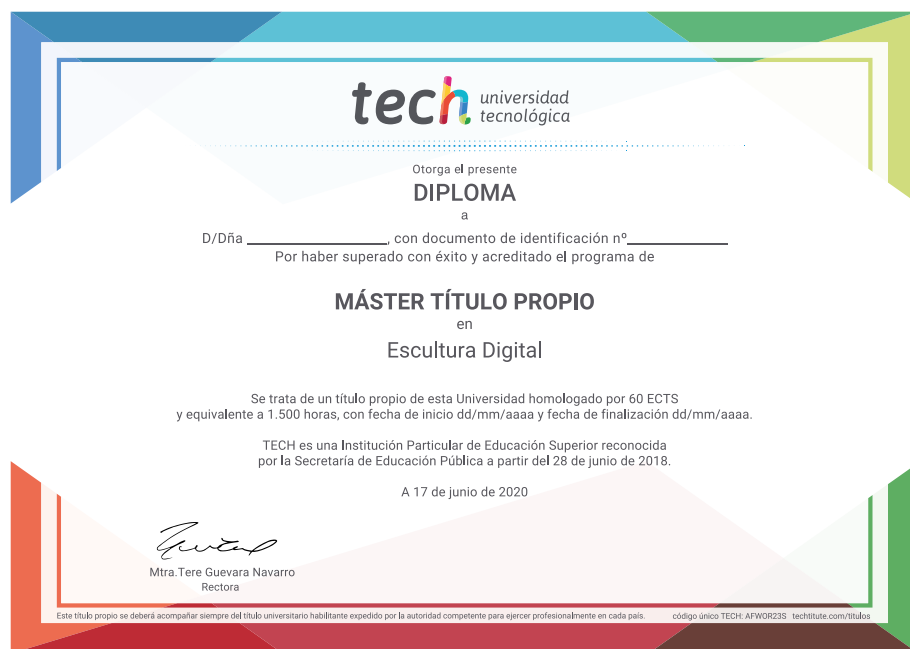 tech universidad
tecnológica
Otorga el presente
DIPLOMA
a
D/Dña ____________________, con documento de identificación nº______________
Por haber superado con éxito y acreditado el programa de
MÁSTER TÍTULO PROPIO
en
Escultura Digital
Se trata de un título propio de esta Universidad homologado por 60 ECTS
y equivalente a 1.500 horas, con fecha de inicio dd/mm/aaaa y fecha de finalización dd/mm/aaaa.
TECH es una Institución Particular de Educación Superior reconocida
por la Secretaría de Educación Pública a partir del 28 de junio de 2018.
A 17 de junio de 2020
Mtra.Tere Guevara Navarro
Rectora
Este título propio se deberá acompañar siempre del título universitario habilitante expedido por la autoridad competente para ejercer profesionalmente en cada país. código único TECH: AFWOR23S techtitute.com/títulos